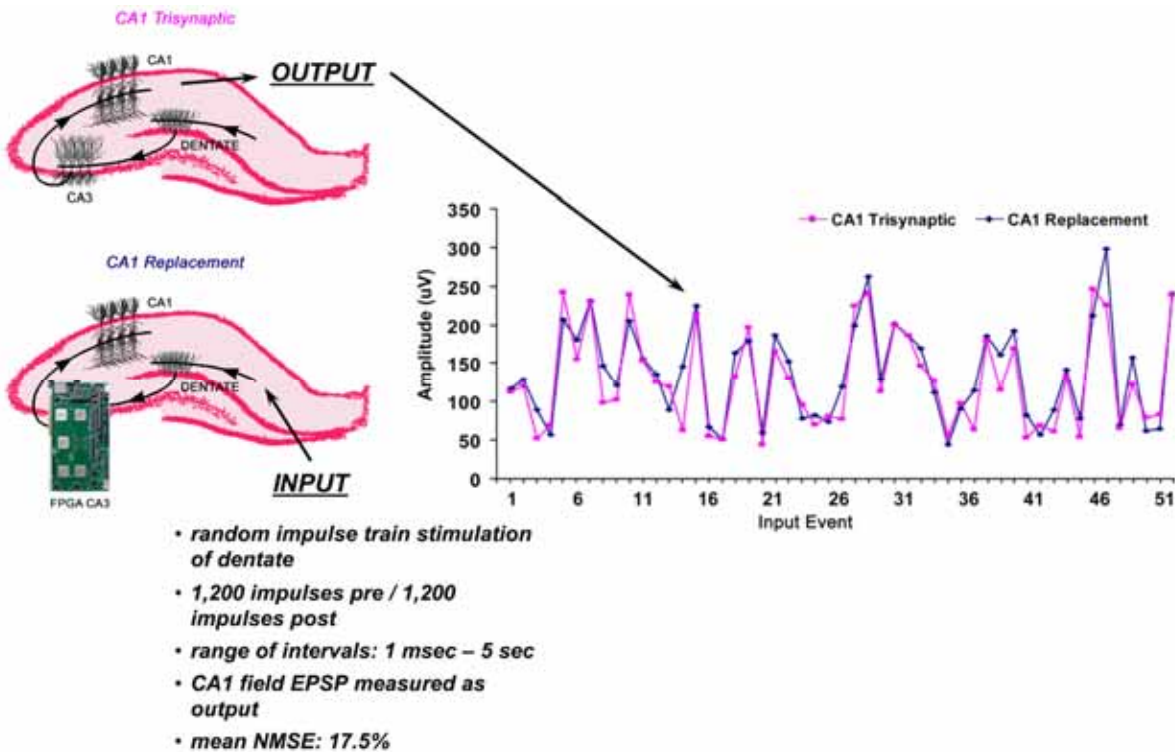 CA1 Trisynaptic
CA1
OUTPUT
DENTATE
CA3
CA1 Replacement
CA1
DENTATE
FPGA CA3
INPUT
350
300
250
200
150
100
50
0
Amplitude (uV)
CA1 Trisynaptic
CA1 Replacement
1 6 11 16 21 26 31 36 41 46 51
Input Event
• random impulse train stimulation
of dentate
• 1,200 impulses pre / 1,200
impulses post
• range of intervals: 1 msec – 5 sec
• CA1 field EPSP measured as
output
• mean NMSE: 17.5%